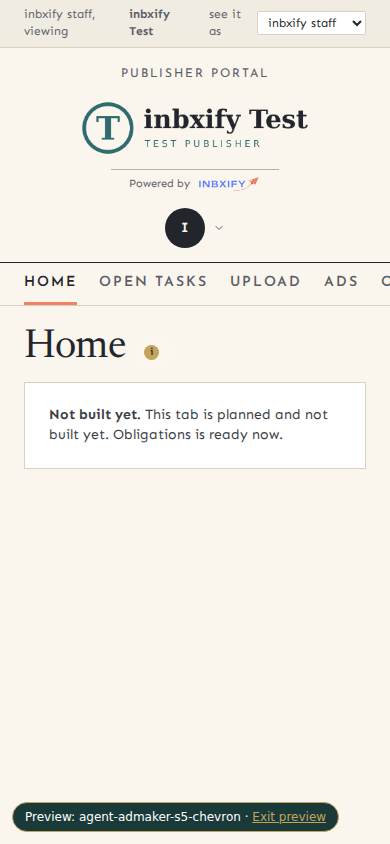 inbxify staff, viewing
inbxify Test
see it as
inbxify staff
PUBLISHER PORTAL
T
inbxify Test
TEST PUBLISHER
Powered by INBXIFY
I
HOME OPEN TASKS UPLOAD ADS
Home i
Not built yet. This tab is planned and not
built yet. Obligations is ready now.
Preview: agent-admaker-s5-chevron · Exit preview